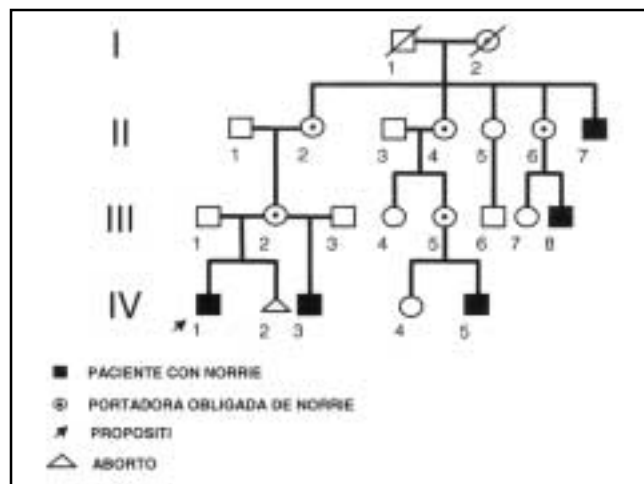 I
1 2
II
1 2 3 4 5 6 7
III
1 2 3 4 5 6 7 8
IV
1 2 3 4 5
PACIENTE CON NORRIE
PORTADORA OBLIGADA DE NORRIE
PROPOSITI
ABORTO